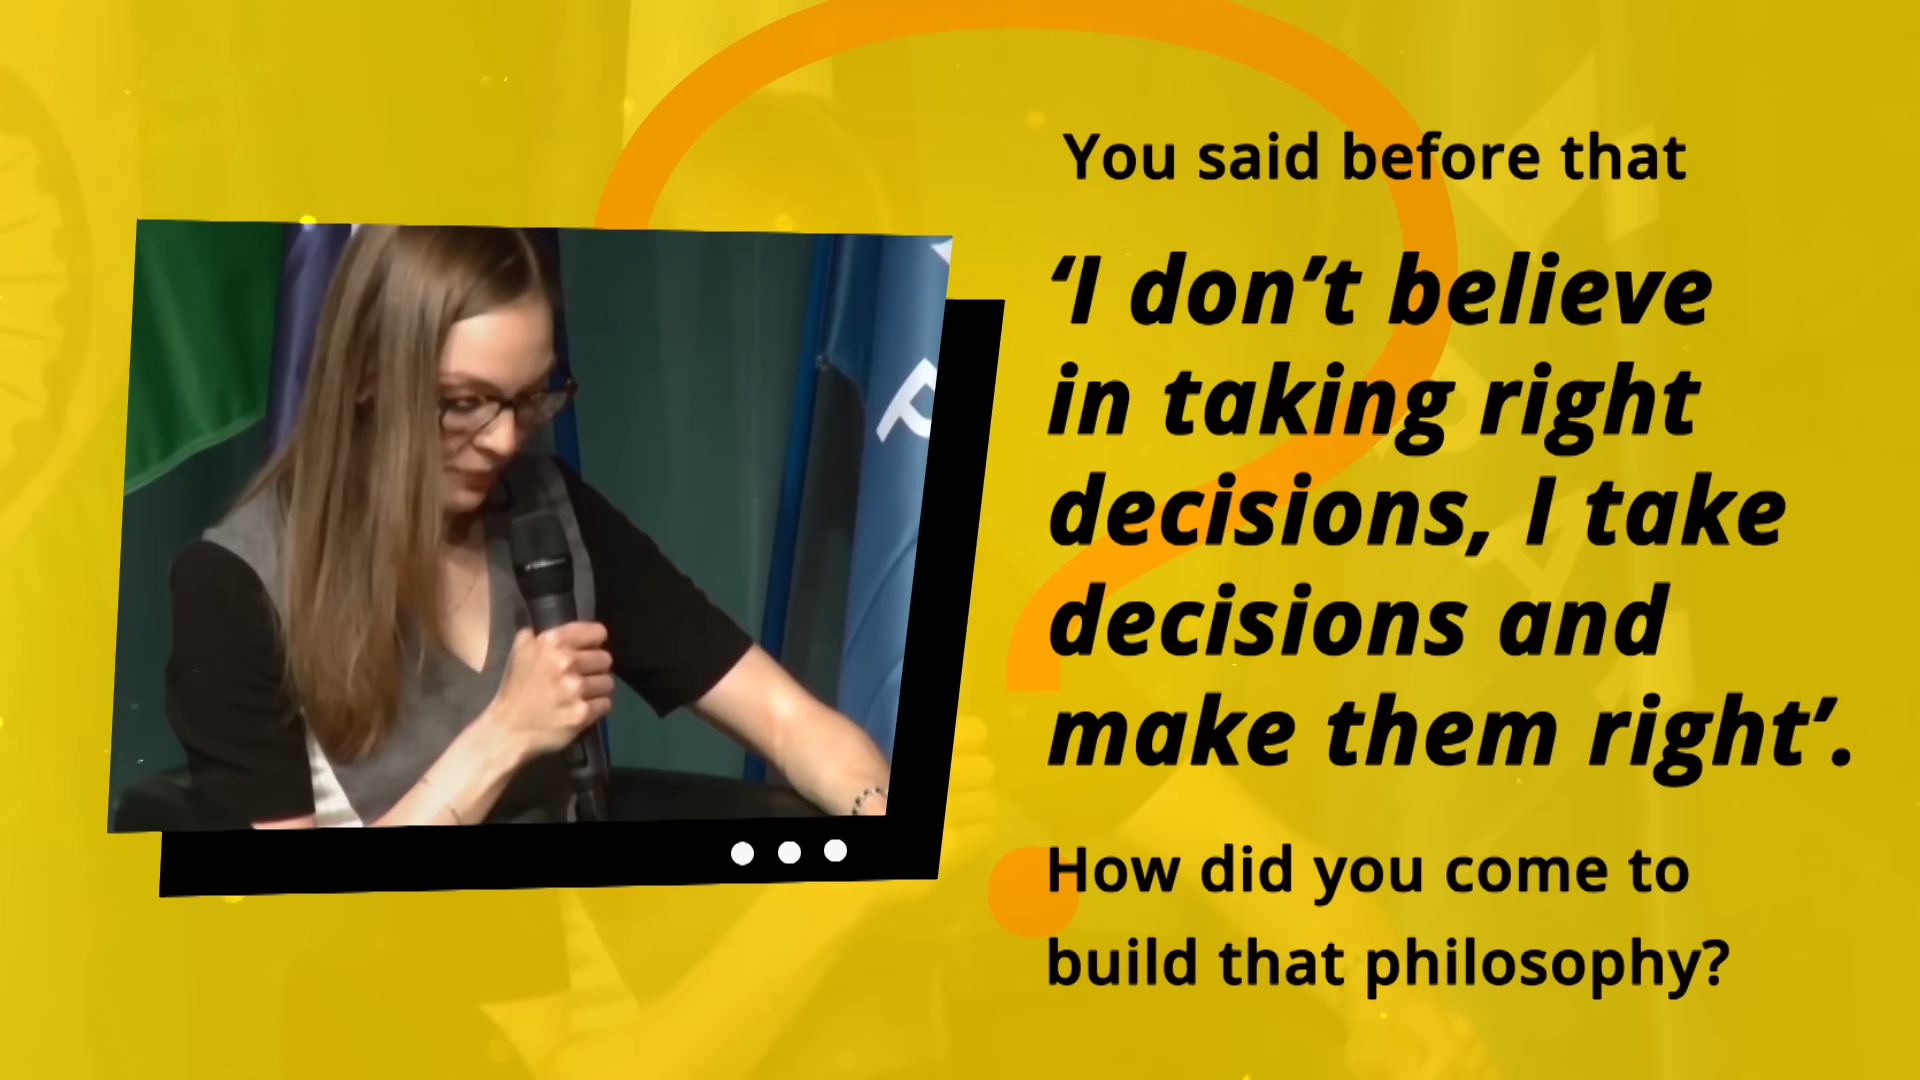 You said before that
‘I don’t believe
in taking right
decisions, I take
decisions and
make them right’.
How did you come to
build that philosophy?
P